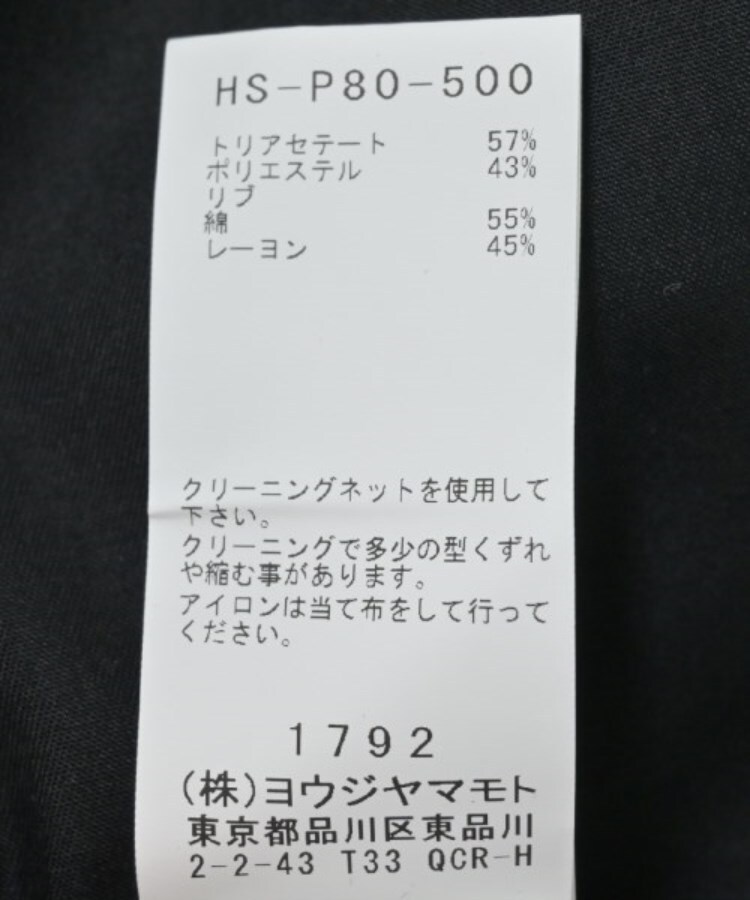 HS-P80-500
トリアセテート 57%
ポリエステル 43%
リブ
綿 55%
レーヨン 45%
クリーニングネットを使用して
下さい。
クリーニングで多少の型くずれ
や縮む事があります。
アイロンは当て布をして行って
ください。
1792
(株)ヨウジヤマモト
東京都品川区東品川
2-2-43 T33 QCR-H